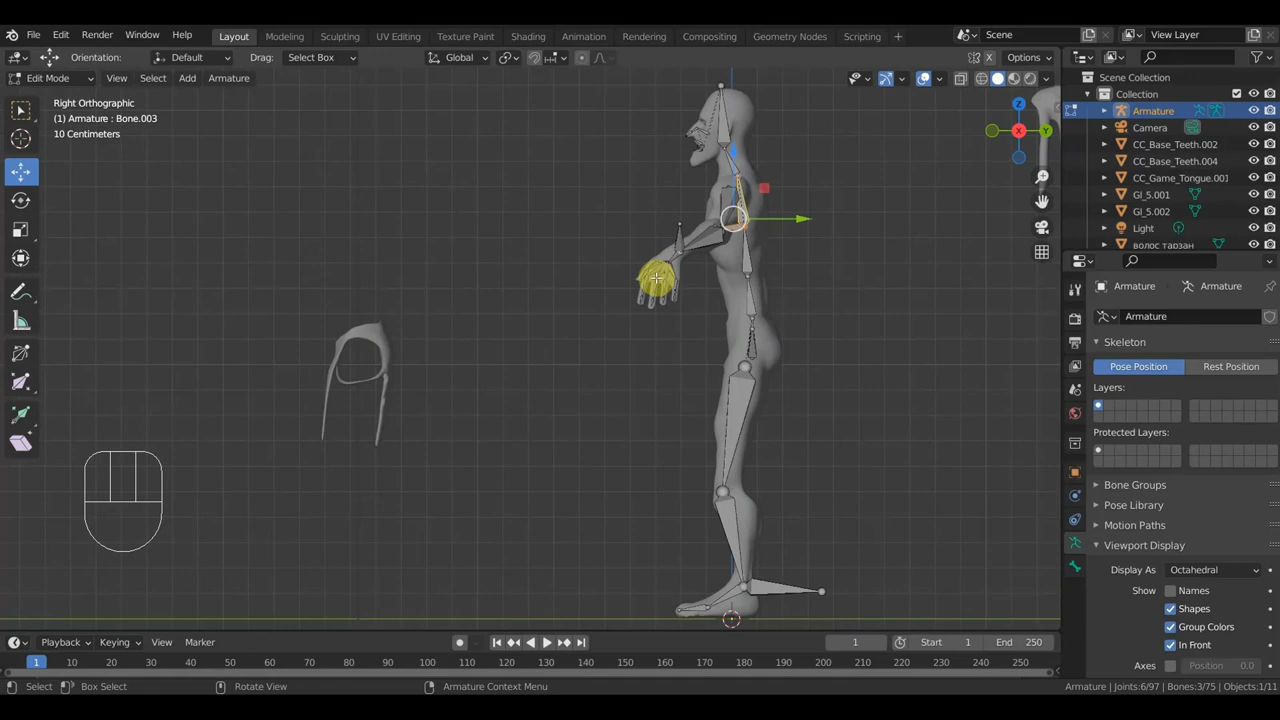 File Edit Render Window Help Layout Modeling Sculpting UV Editing Texture Paint Shading Animation Rendering Compositing Geometry Nodes Scripting + Scene View Layer
Orientation: Default Drag: Select Box Global Options
Edit Mode View Select Add Armature
Right Orthographic
(1) Armature : Bone.003
10 Centimeters
Z
X
Y
Scene Collection
Collection
Armature
Camera
CC_Base_Teeth.002
CC_Base_Teeth.004
CC_Game_Tongue.001
GI_5.001
GI_5.002
Light
волос тарзан
Armature Armature
Armature
Skeleton
Pose Position Rest Position
Layers:
Protected Layers:
Bone Groups
Pose Library
Motion Paths
Viewport Display
Display As Octahedral
Show Names
Shapes
Group Colors
In Front
Axes Position 0.0
Playback Keying View Marker 1 Start 1 End 250
1 10 20 30 40 50 60 70 80 90 100 110 120 130 140 150 160 170 180 190 200 210 220 230 240 250
Select Box Select Rotate View Armature Context Menu Armature | Joints:6/97 | Bones:3/75 | Objects:1/11